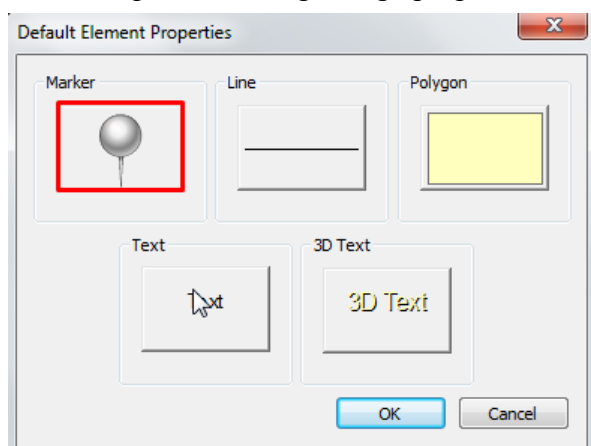 Default Element Properties
Marker Line Polygon
Text 3D Text
3D Text
OK Cancel